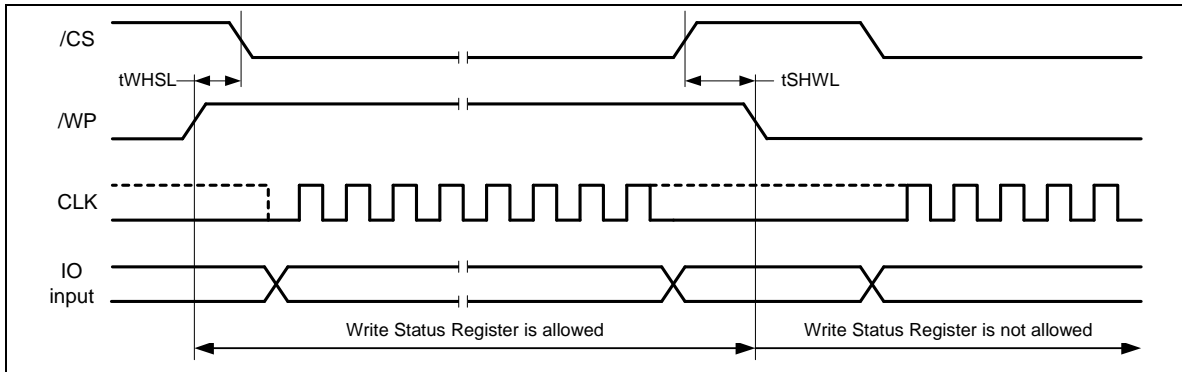 /CS
tWHSL
tSHWL
/WP
CLK
IO
input
Write Status Register is allowed
Write Status Register is not allowed